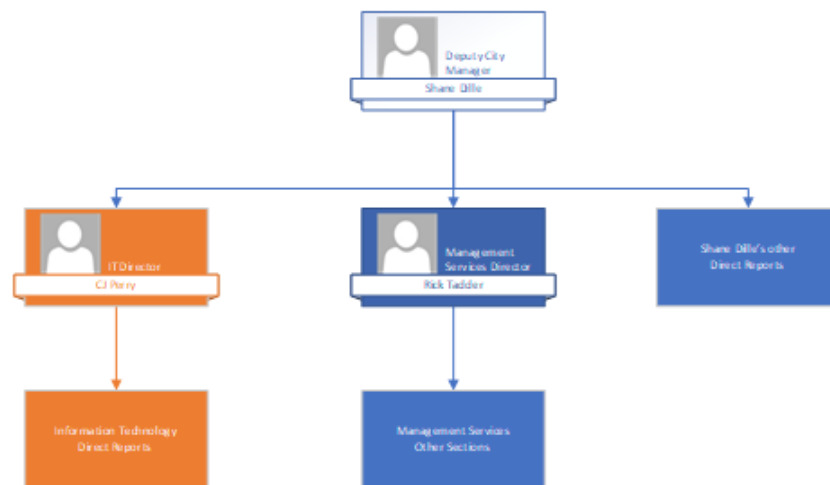 Deputy City
Manager
Shane Dille
IT Director
CJ Perry
Management
Services Director
Rick Tadder
Shane Dille's other
Direct Reports
Information Technology
Direct Reports
Management Services
Other Sections